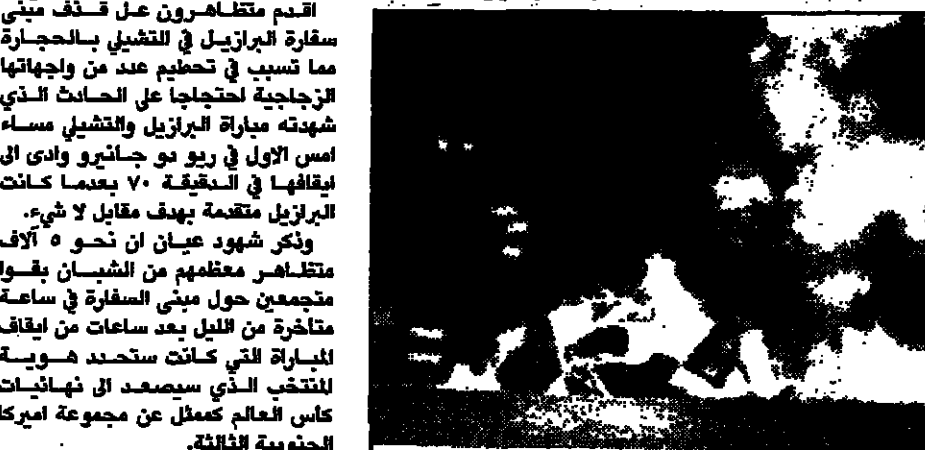 اقدم متظاهرون على قذف مبنى
سفارة البرازيل في التشيلي بالحجارة
مما تسبب في تحطيم عدد من واجهاتها
الزجاجية احتجاجا على الحادث الذي
شهدته مباراة البرازيل والتشيلي مساء
امس الاول في ريو دو جانيرو وادى الى
ايقافها في الدقيقة ٧٠ بعدما كانت
البرازيل متقدمة بهدف مقابل لا شيء.
وذكر شهود عيان ان نحو ٥ آلاف
متظاهر معظمهم من الشبان بقوا
متجمعين حول مبنى السفارة في ساعة
متأخرة من الليل بعد ساعات من ايقاف
المباراة التي كانت ستحدد هوية
المنتخب الذي سيصعد الى نهائيات
كأس العالم كممثل عن مجموعة اميركا
الجنوبية الثالثة.